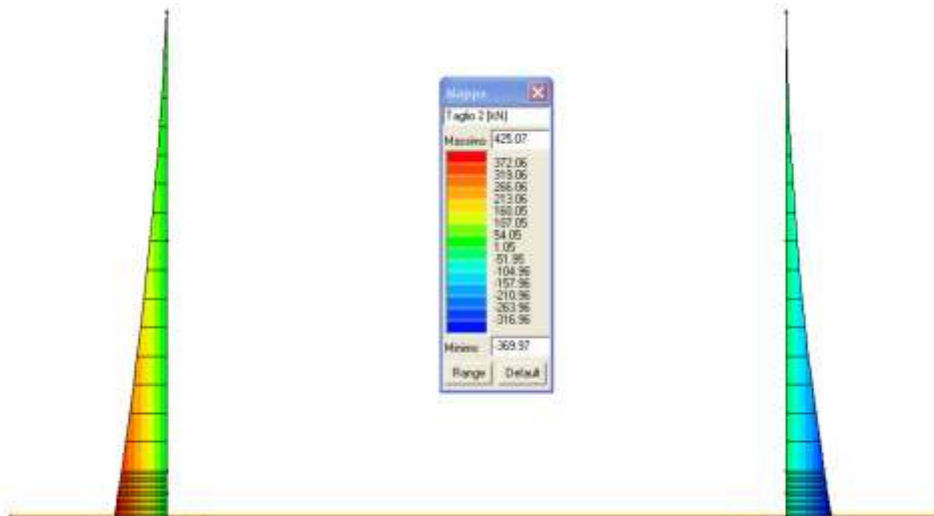 Mappa
Taglio 2 [kN]
Massimo 425.07
372.06
319.06
266.06
213.06
160.05
107.05
54.05
1.05
-51.95
-104.96
-157.96
-210.96
-263.96
-316.96
Minimo -369.97
Range Default